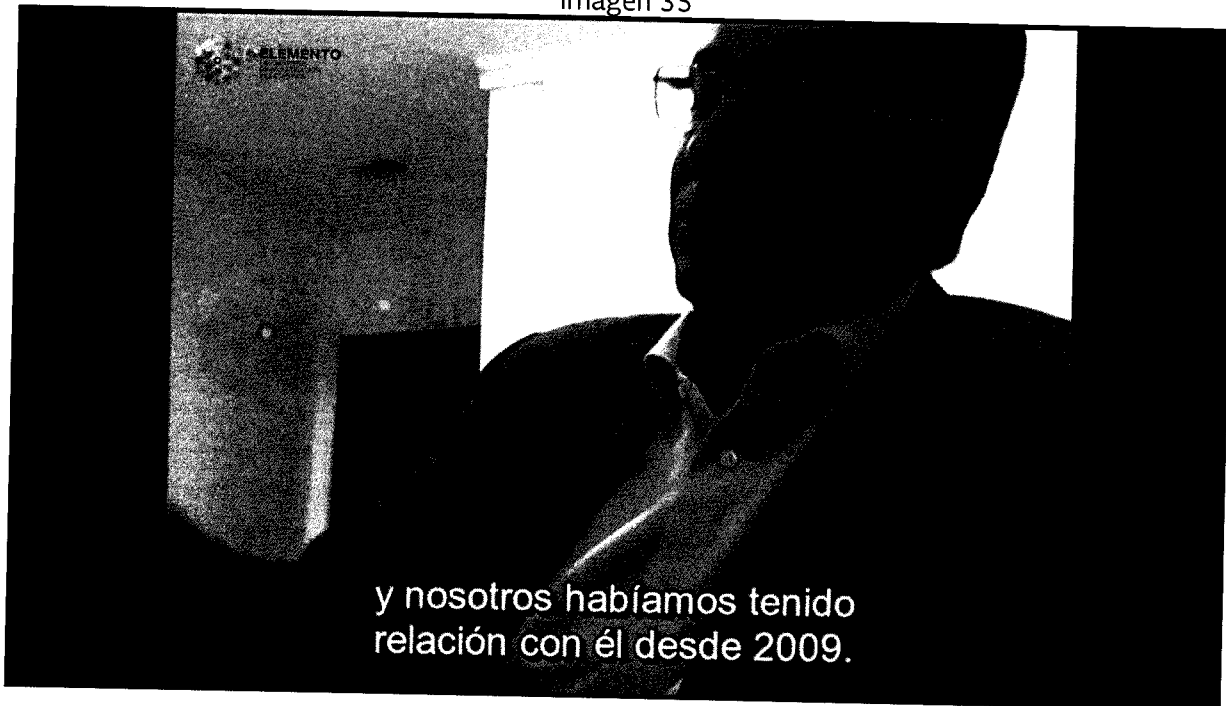 Imagen 33
ELEMENTO
y nosotros habíamos tenido
relación con él desde 2009.